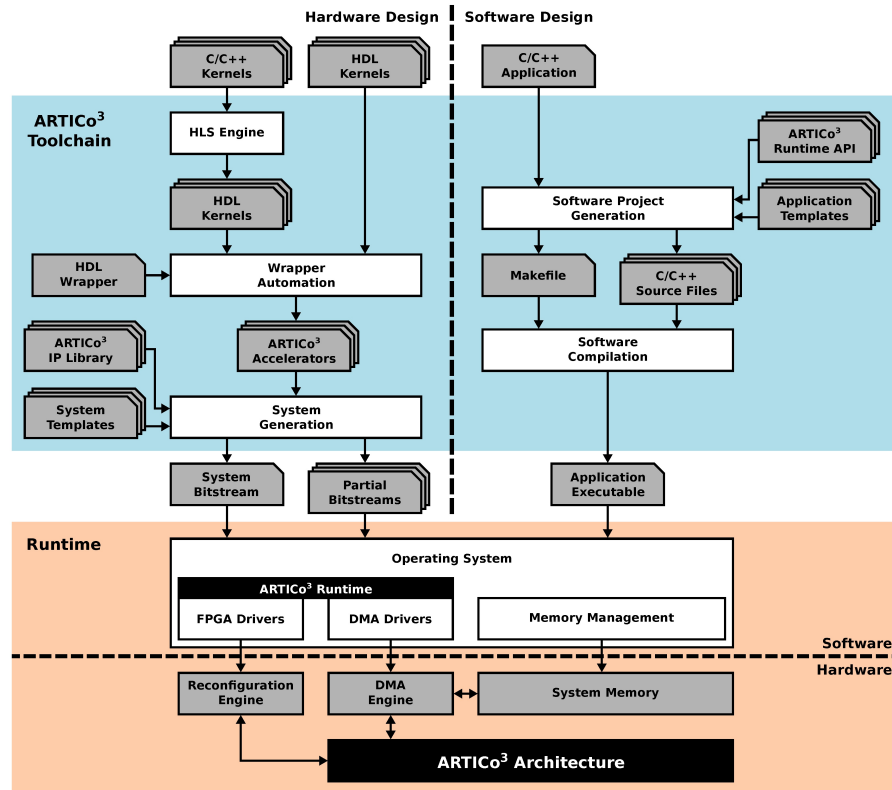 Hardware Design
Software Design
C/C++
Kernels
HDL
Kernels
C/C++
Application
ARTICo³
Toolchain
HLS Engine
ARTICo³
Runtime API
HDL
Kernels
Software Project
Generation
Application
Templates
HDL
Wrapper
Wrapper
Automation
Makefile
C/C++
Source Files
ARTICo³
IP Library
ARTICo³
Accelerators
Software
Compilation
System
Templates
System
Generation
System
Bitstream
Partial
Bitstreams
Application
Executable
Runtime
Operating System
ARTICo³ Runtime
FPGA Drivers
DMA Drivers
Memory Management
Software
Hardware
Reconfiguration
Engine
DMA
Engine
System Memory
ARTICo³ Architecture